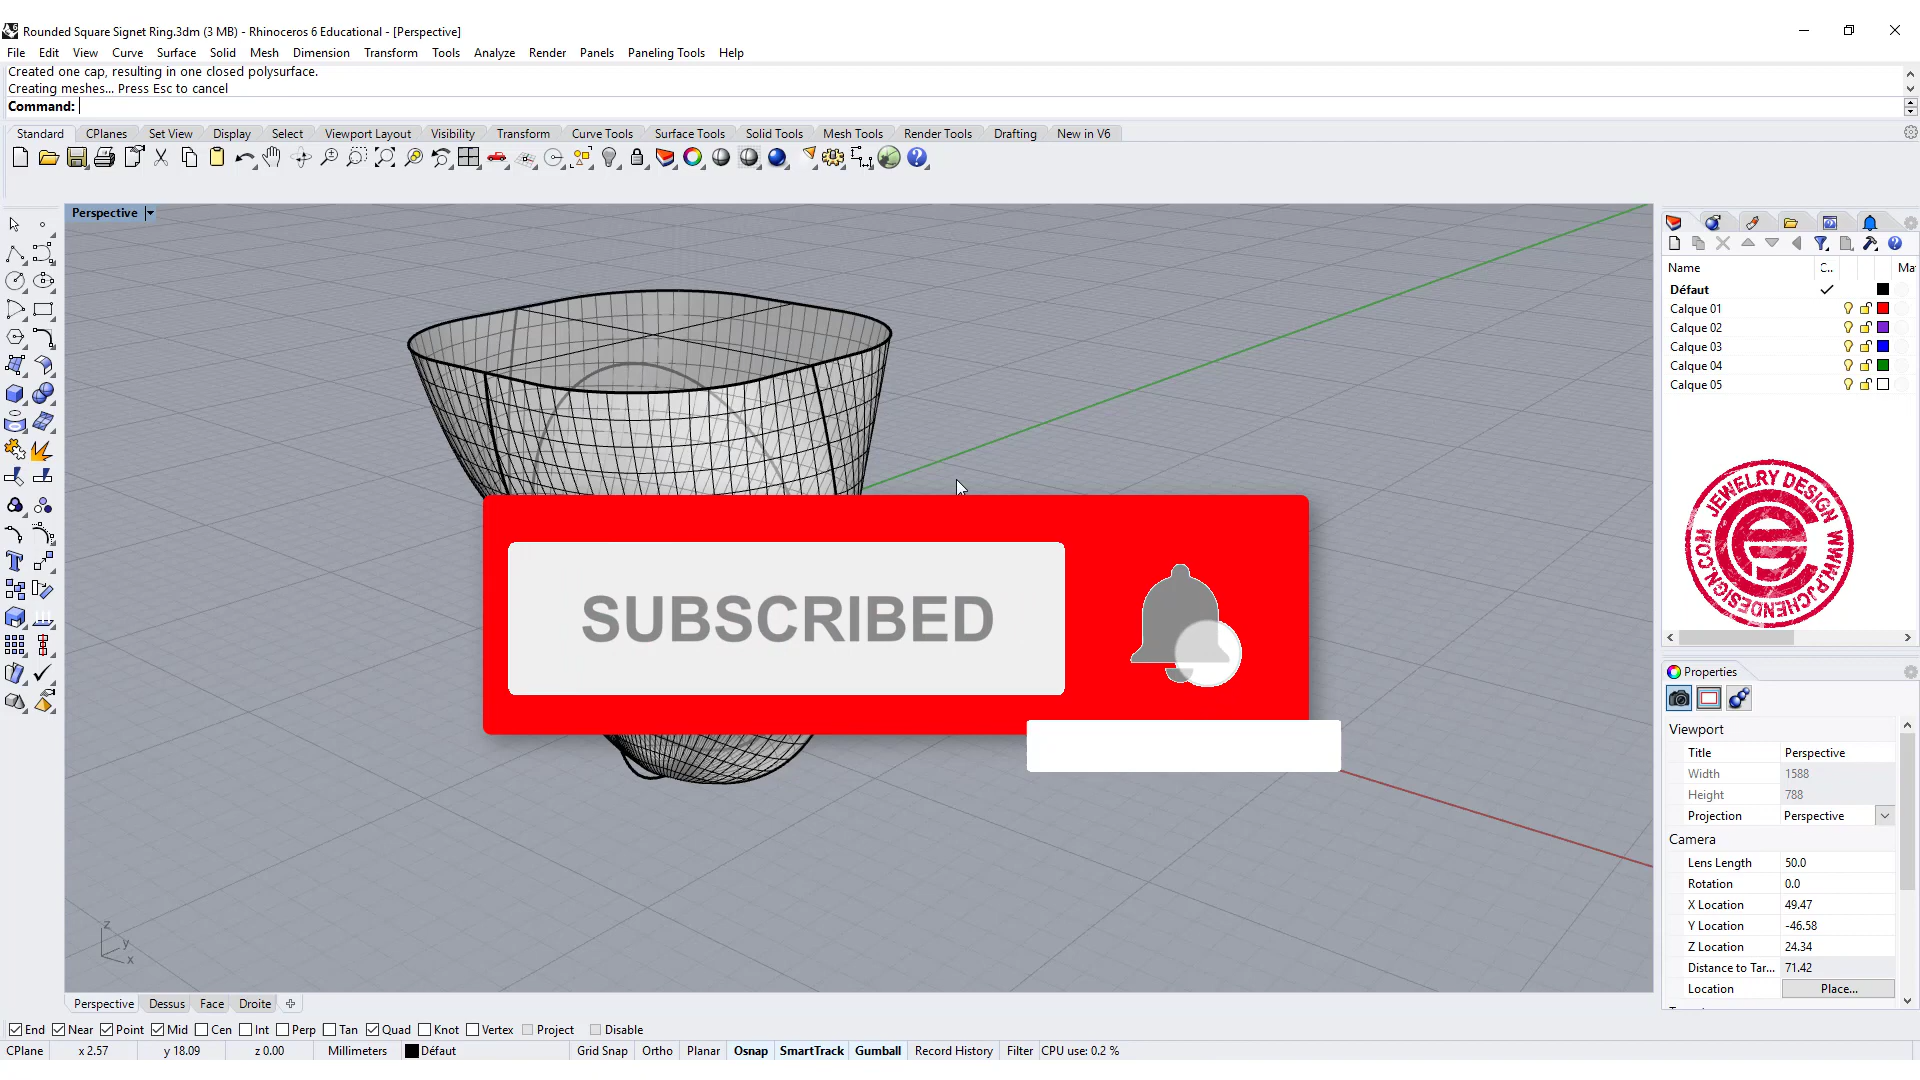 Rounded Square Signet Ring.3dm (3 MB) - Rhinoceros 6 Educational - [Perspective]
File Edit View Curve Surface Solid Mesh Dimension Transform Tools Analyze Render Panels Paneling Tools Help
Created one cap, resulting in one closed polysurface.
Creating meshes... Press Esc to cancel
Command:
Standard CPlanes Set View Display Select Viewport Layout Visibility Transform Curve Tools Surface Tools Solid Tools Mesh Tools Render Tools Drafting New in V6
Perspective
Name C.. Ma
Défaut
Calque 01
Calque 02
Calque 03
Calque 04
Calque 05
JEWELRY DESIGN
WWW.PJCHENDESIGN.COM
SUBSCRIBED
Properties
Viewport
Title Perspective
Width 1588
Height 788
Projection Perspective
Camera
Lens Length 50.0
Rotation 0.0
X Location 49.47
Y Location -46.58
Z Location 24.34
Distance to Tar... 71.42
Location Place...
z
y
x
Perspective Dessus Face Droite
End Near Point Mid Cen Int Perp Tan Quad Knot Vertex Project Disable
CPlane x 2.57 y 18.09 z 0.00 Millimeters Défaut Grid Snap Ortho Planar Osnap SmartTrack Gumball Record History Filter CPU use: 0.2 %